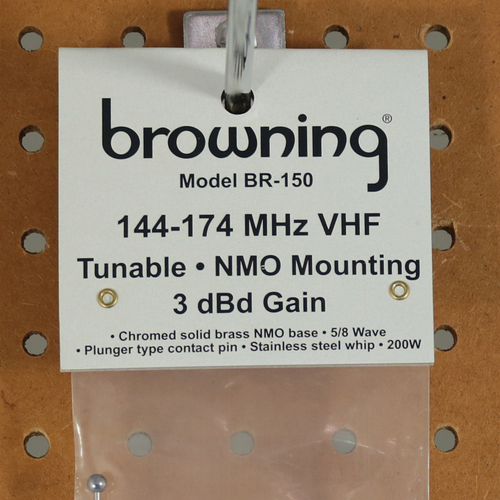 browning®
Model BR-150
144-174 MHz VHF
Tunable • NMO Mounting
3 dBd Gain
• Chromed solid brass NMO base • 5/8 Wave
• Plunger type contact pin • Stainless steel whip • 200W